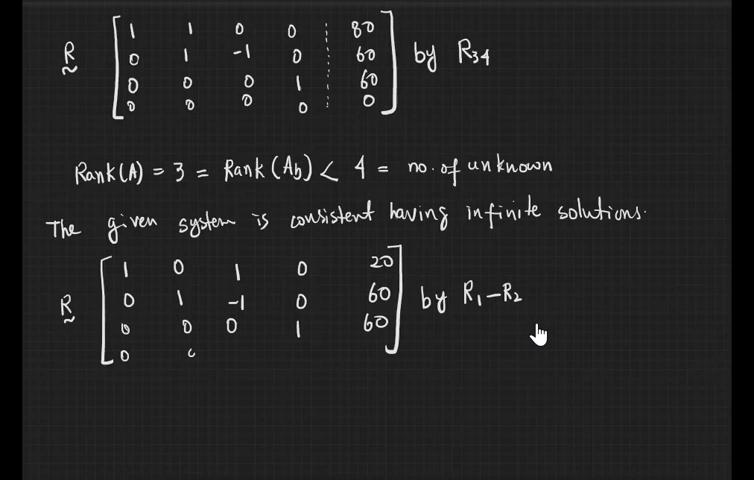 1 1 0 0 80
R 0 1 -1 0 60 by R34
0 0 0 1 60
0 0 0 0 0
Rank(A) = 3 = Rank(Ab) < 4 = no. of unknown
The given system is consistent having infinite solutions.
1 0 1 0 20
R 0 1 -1 0 60 by R1-R2
0 0 0 1 60
0 0